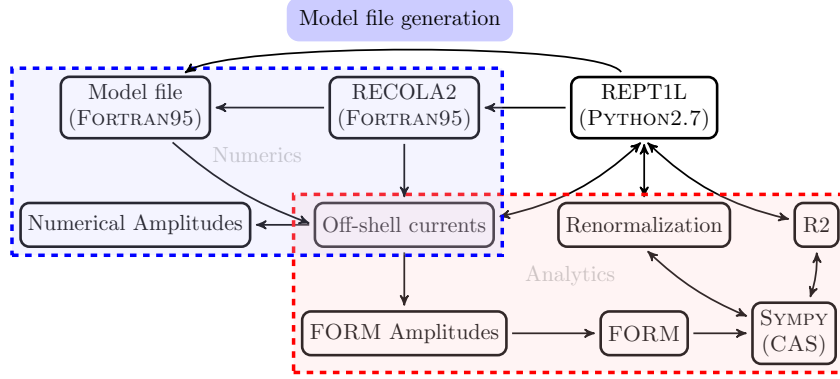 Model file generation
Model file
(FORTRAN95)
RECOLA2
(FORTRAN95)
REPT1L
(PYTHON2.7)
Numerics
Numerical Amplitudes
Off-shell currents
Renormalization
R2
Analytics
FORM Amplitudes
FORM
SYMPY
(CAS)